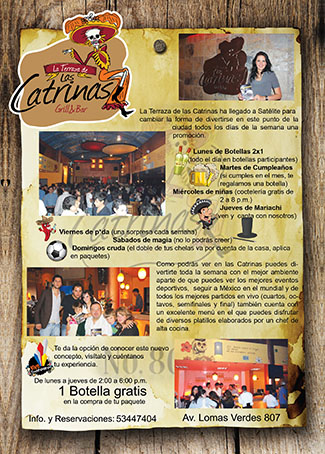 La Terraza de
Las
Catrinas
Grill & Bar
La Terraza de las Catrinas ha llegado a Satélite para
cambiar la forma de divertirse en este punto de la
ciudad todos los días de la semana una
promoción.
Lunes de Botellas 2x1
(todo el día en botellas participantes)
Martes de Cumpleaños
(si cumples en el mes, te
regalamos una botella)
Miércoles de niñas (coctelería gratis de
2 a 8 p.m.)
Jueves de Mariachi
(ven y canta con nosotros)
Viernes de p*da (una sorpresa cada semana)
Sábados de magia (no lo podrás creer)
Domingos cruda (el doble de tus chelas va por cuenta de la casa, aplica
en paquetes)
Como podrás ver en las Catrinas puedes di-
vertirte toda la semana con el mejor ambiente
aparte de que puedes ver los mejores eventos
deportivos, seguir a México en el mundial y de
todos los mejores partidos en vivo (cuartos, oc-
tavos, semifinales y final) también cuenta con
un excelente menú en el que puedes disfrutar
de diversos platillos elaborados por un chef de
alta cocina.
Te da la opción de conocer este nuevo
concepto, visítalo y cuéntanos
tu experiencia.
De lunes a jueves de 2:00 a 6:00 p.m.
1 Botella gratis
en la compra de tu paquete
Info. y Reservaciones: 53447404
Av. Lomas Verdes 807